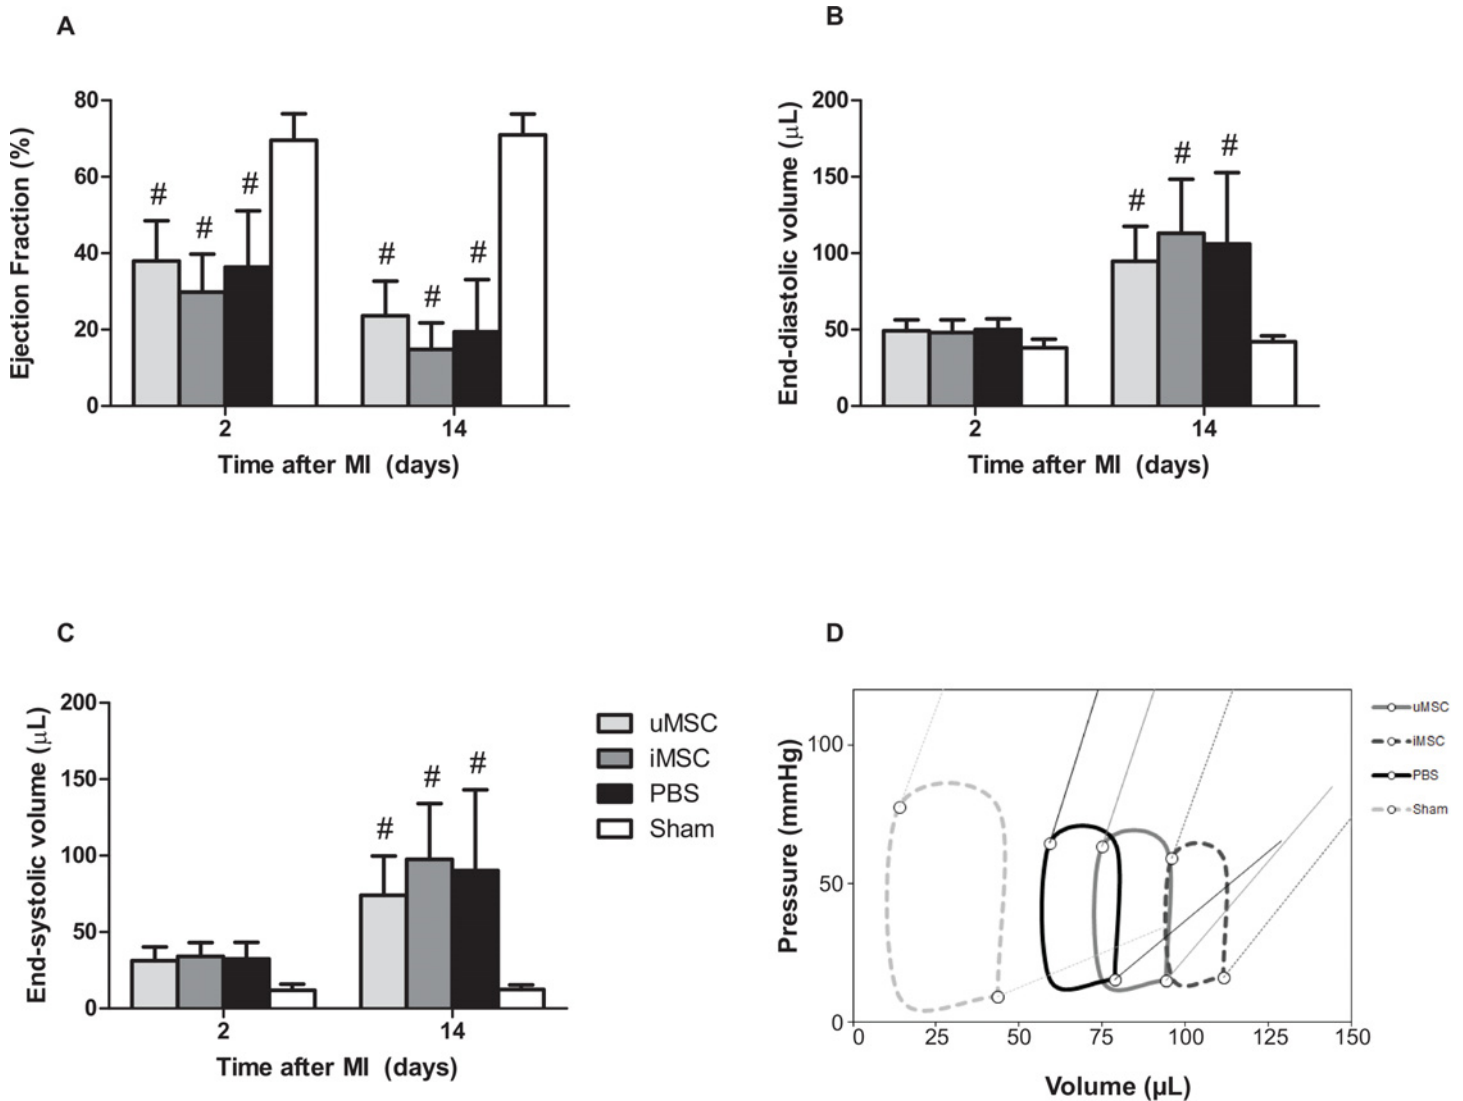 A
Ejection Fraction (%)
80
60
40
20
0
# # # # # #
2 14
Time after MI (days)
B
End-diastolic volume (μL)
200
150
100
50
0
# # #
2 14
Time after MI (days)
C
End-systolic volume (μL)
200
150
100
50
0
# # #
2 14
Time after MI (days)
uMSC
iMSC
PBS
Sham
D
Pressure (mmHg)
100
50
0
0 25 50 75 100 125 150
Volume (μL)
uMSC
iMSC
PBS
Sham